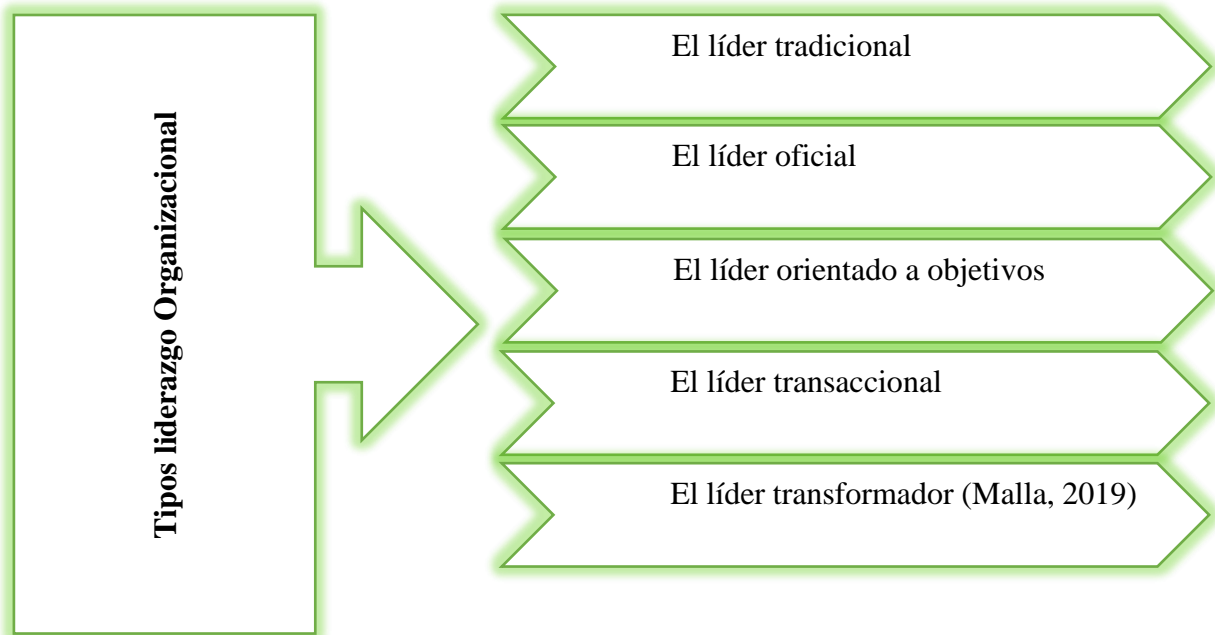 Tipos liderazgo Organizacional
El líder tradicional
El líder oficial
El líder orientado a objetivos
El líder transaccional
El líder transformador (Malla, 2019)